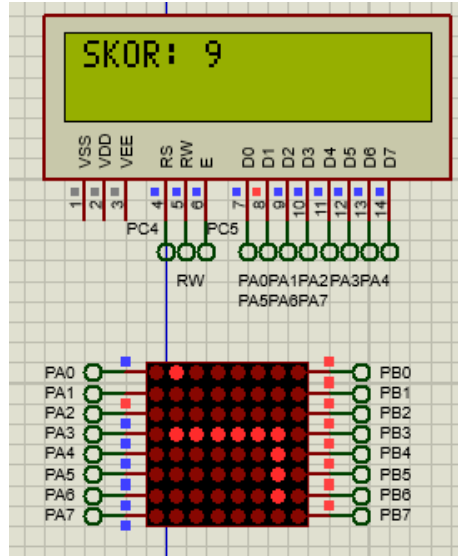 SKOR: 9
VSS VDD VEE RS RW E D0 D1 D2 D3 D4 D5 D6 D7
1 2 3 4 5 6 7 8 9 10 11 12 13 14
PC4 PC5
RW PA0PA1PA2PA3PA4
PA5PA6PA7
PA0 PB0
PA1 PB1
PA2 PB2
PA3 PB3
PA4 PB4
PA5 PB5
PA6 PB6
PA7 PB7